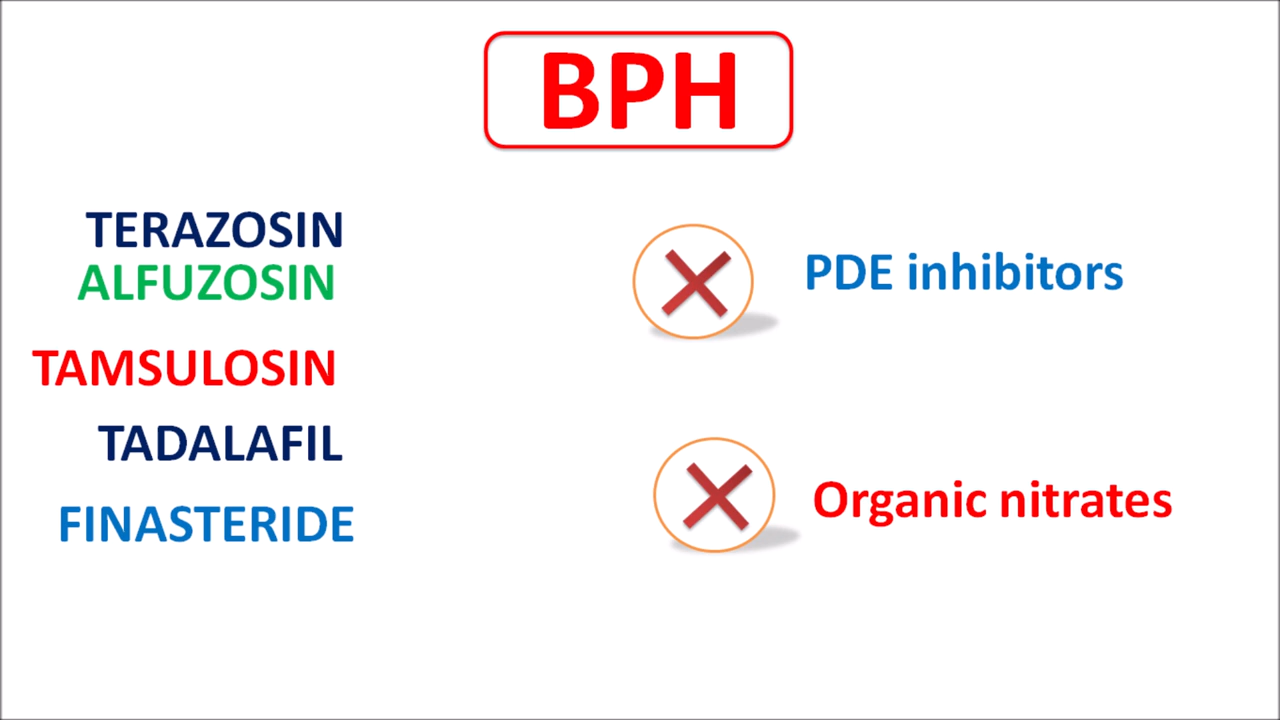 BPH
TERAZOSIN
ALFUZOSIN
TAMSULOSIN
TADALAFIL
FINASTERIDE
PDE inhibitors
Organic nitrates